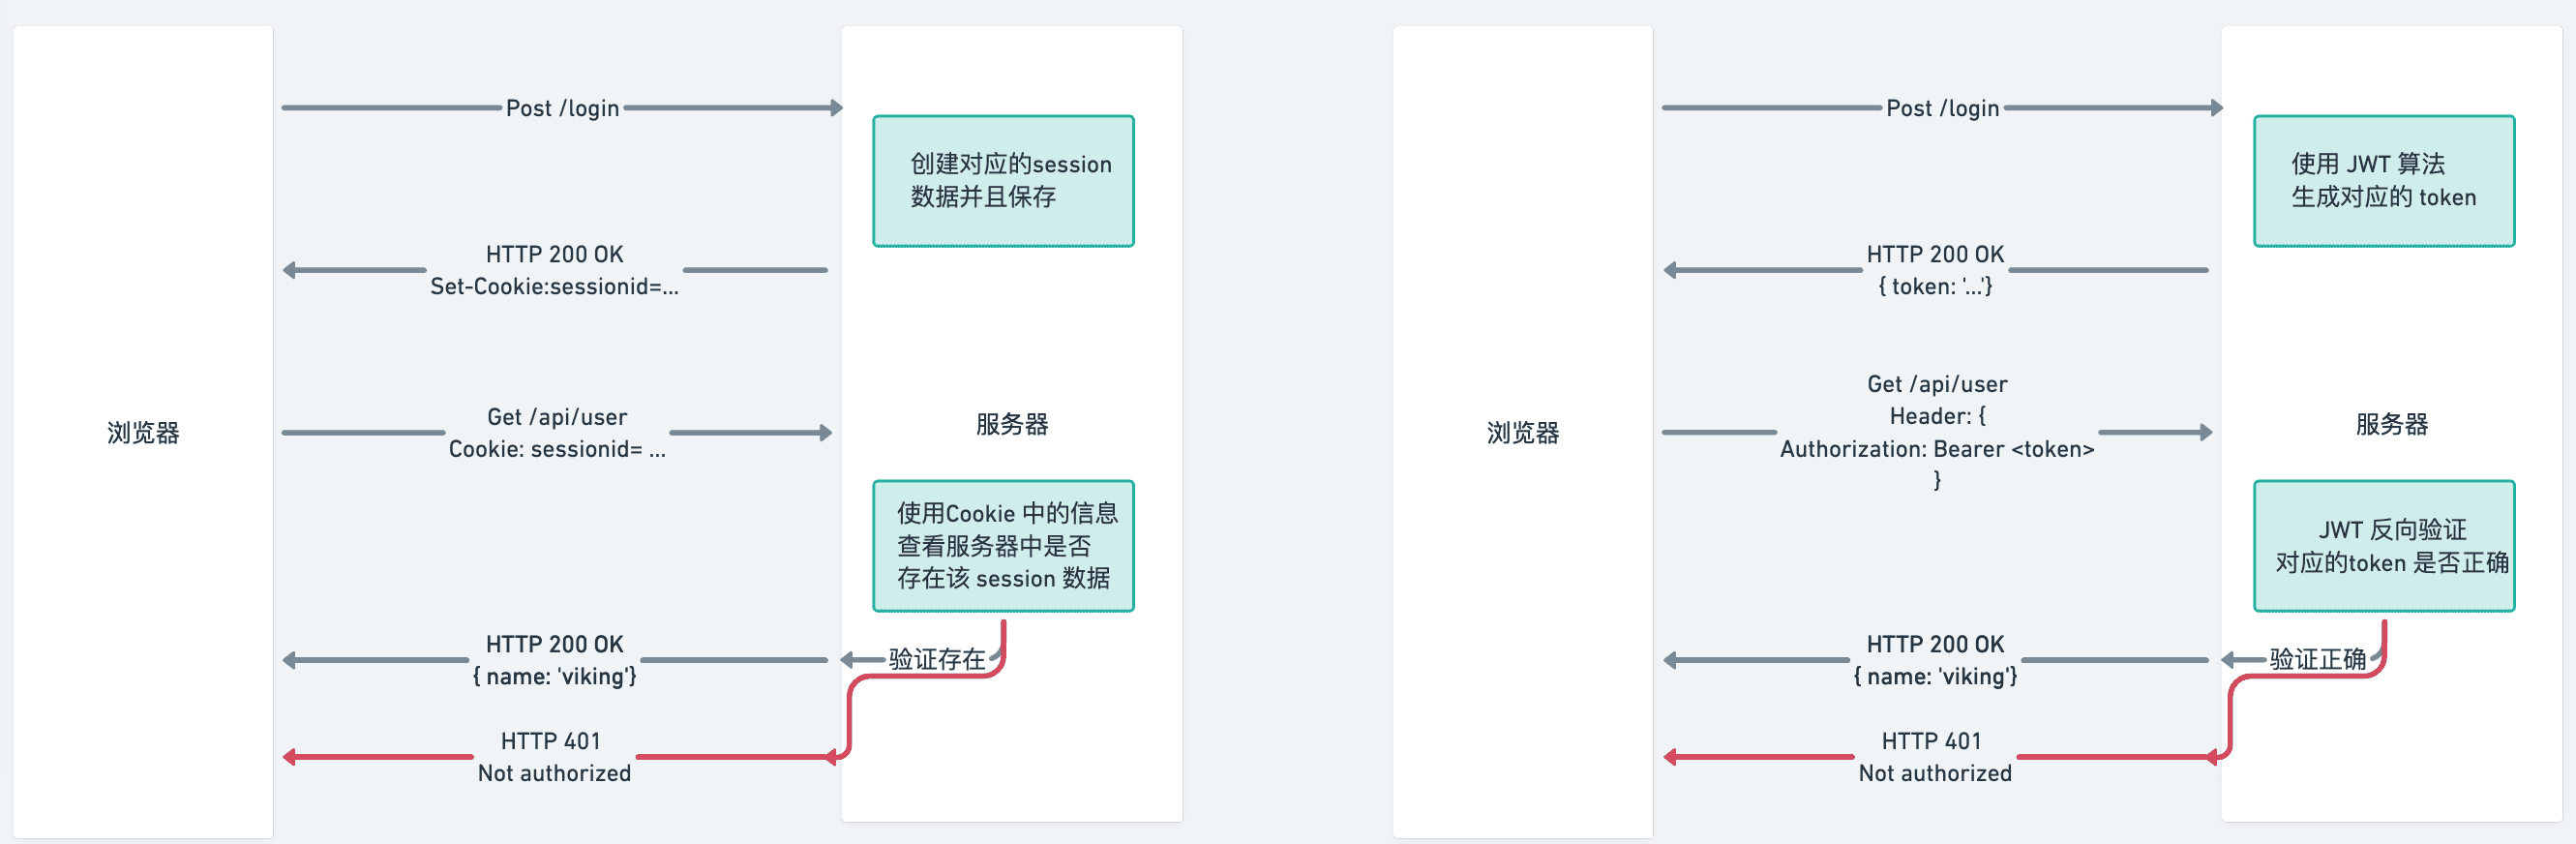 Post /login
创建对应的session
数据并且保存
HTTP 200 OK
Set-Cookie:sessionid=...
浏览器
Get /api/user
Cookie: sessionid= ...
服务器
使用Cookie 中的信息
查看服务器中是否
存在该 session 数据
验证存在
HTTP 200 OK
{ name: 'viking'}
HTTP 401
Not authorized
Post /login
使用 JWT 算法
生成对应的 token
HTTP 200 OK
{ token: '...'}
浏览器
Get /api/user
Header: {
Authorization: Bearer <token>
}
服务器
JWT 反向验证
对应的token 是否正确
验证正确
HTTP 200 OK
{ name: 'viking'}
HTTP 401
Not authorized